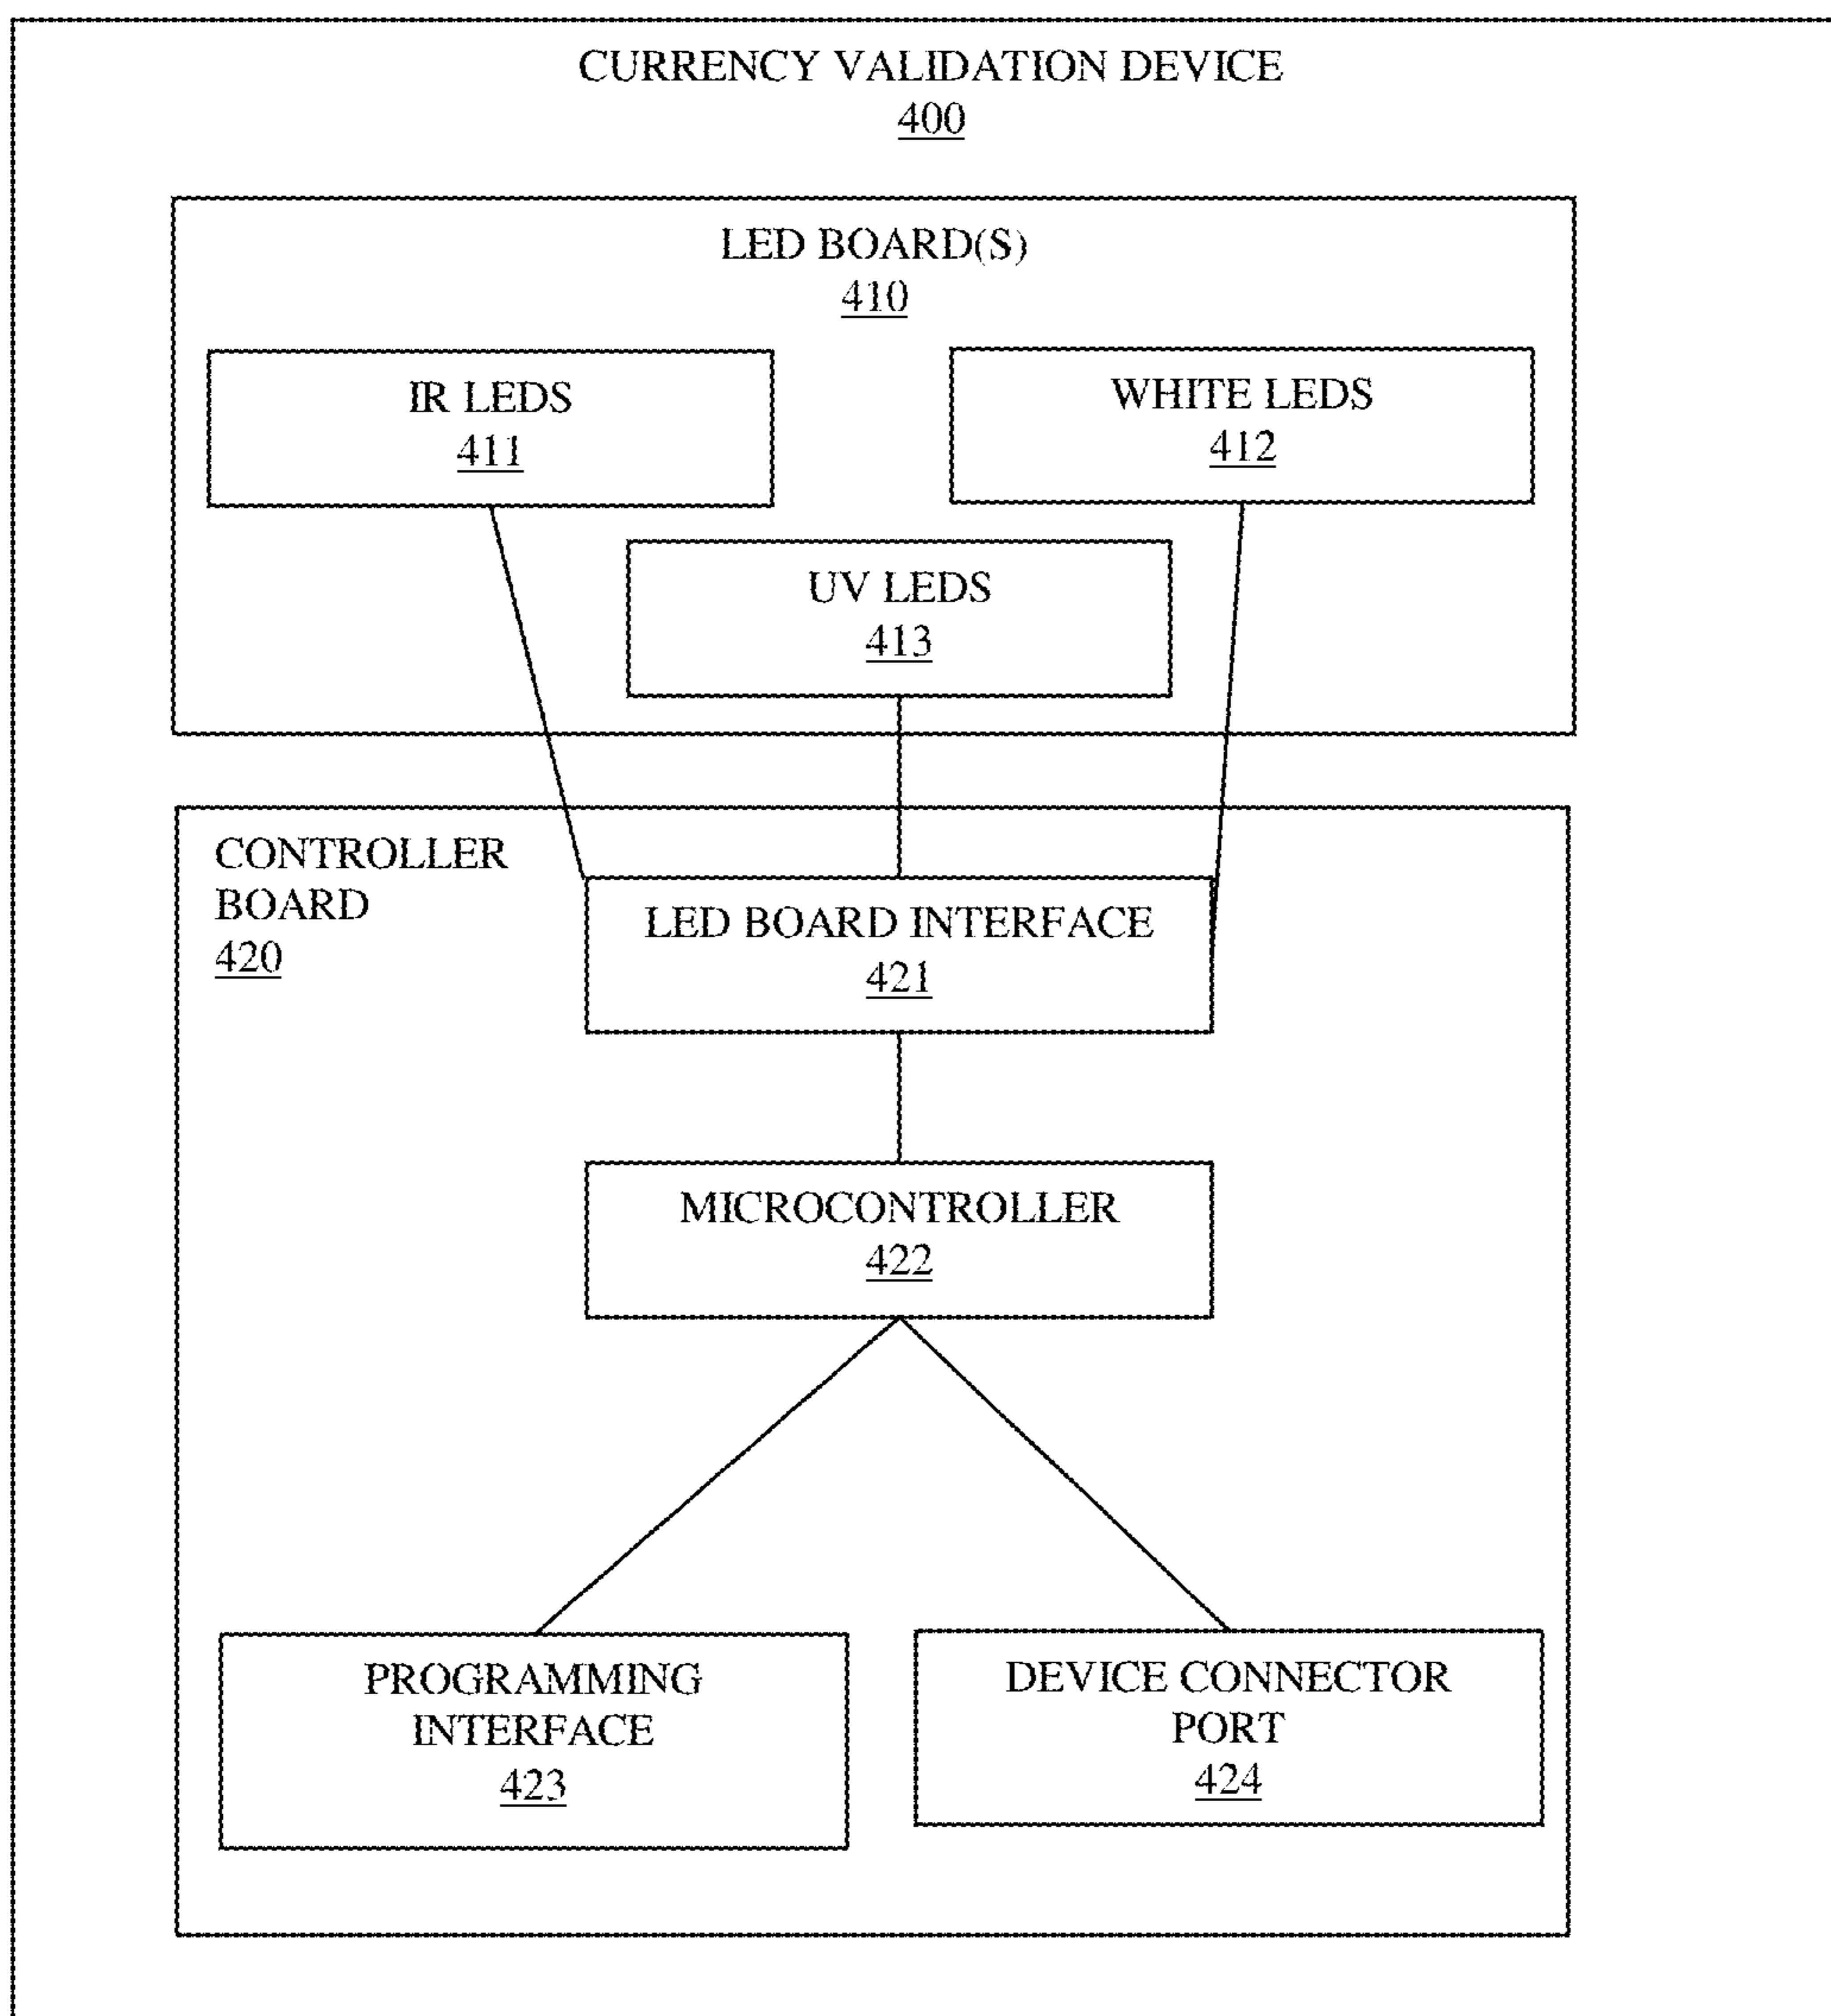 CURRENCY VALIDATION DEVICE
400
LED BOARD(S)
410
IR LEDS
411
WHITE LEDS
412
UV LEDS
413
CONTROLLER
BOARD
420
LED BOARD INTERFACE
421
MICROCONTROLLER
422
PROGRAMMING
INTERFACE
423
DEVICE CONNECTOR
PORT
424